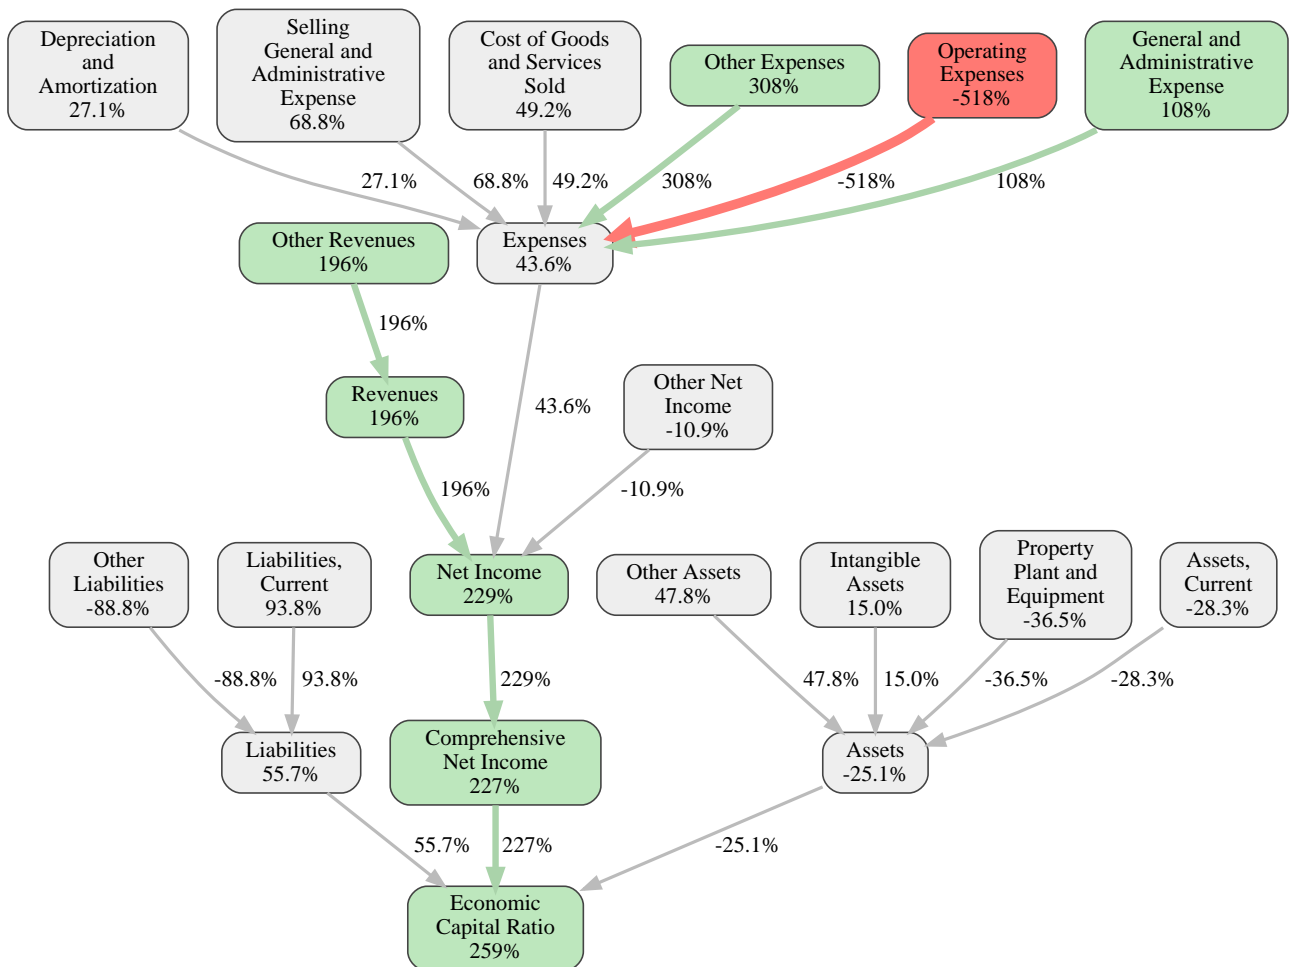 Depreciation
and
Amortization
27.1%
Selling
General and
Administrative
Expense
68.8%
Cost of Goods
and Services
Sold
49.2%
Other Expenses
308%
Operating
Expenses
-518%
General and
Administrative
Expense
108%
27.1%
68.8%
49.2%
308%
-518%
108%
Other Revenues
196%
Expenses
43.6%
196%
Revenues
196%
43.6%
Other Net
Income
-10.9%
196%
-10.9%
Other
Liabilities
-88.8%
Liabilities,
Current
93.8%
Net Income
229%
Other Assets
47.8%
Intangible
Assets
15.0%
Property
Plant and
Equipment
-36.5%
Assets,
Current
-28.3%
-88.8%
93.8%
229%
47.8%
15.0%
-36.5%
-28.3%
Liabilities
55.7%
Comprehensive
Net Income
227%
Assets
-25.1%
55.7%
227%
-25.1%
Economic
Capital Ratio
259%